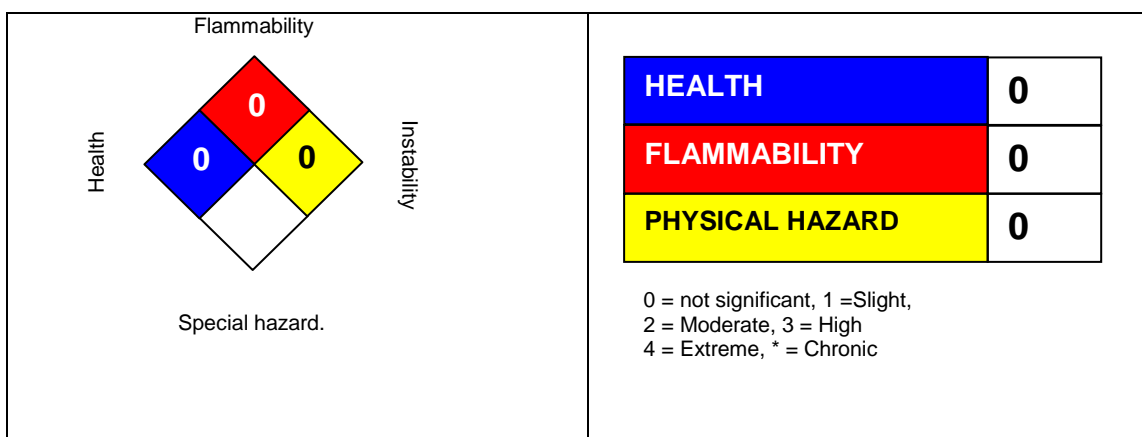 Flammability
0
Health
0
0
Instability
Special hazard.
HEALTH 0
FLAMMABILITY 0
PHYSICAL HAZARD 0
0 = not significant, 1 =Slight,
2 = Moderate, 3 = High
4 = Extreme, * = Chronic